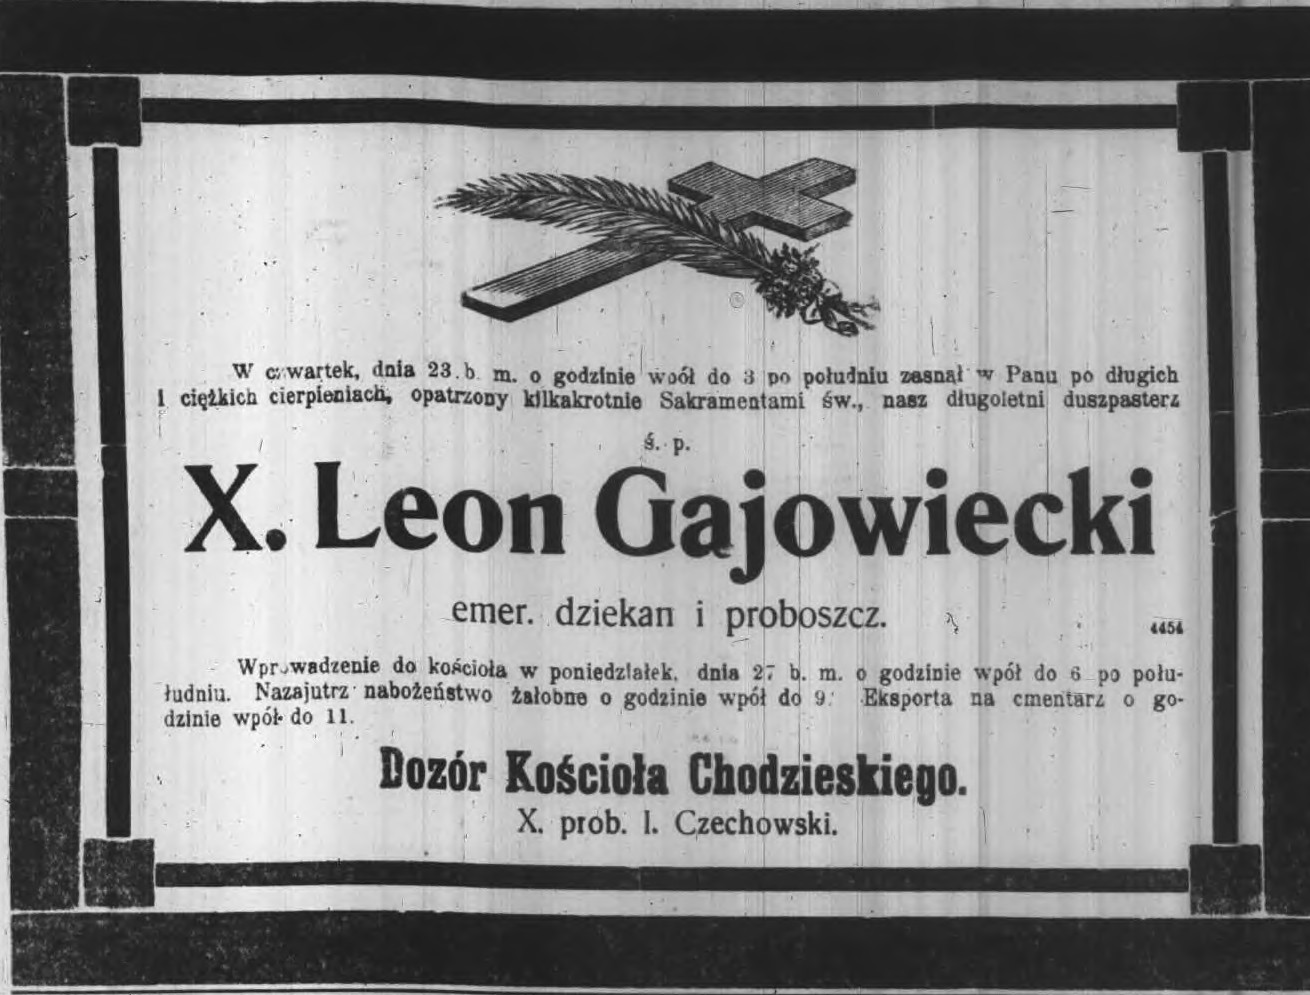 W czwartek, dnia 23 b. m. o godzinie wpół do 3 po południu zasnął w Panu po długich
i ciężkich cierpieniach, opatrzony kilkakrotnie Sakramentami św., nasz długoletni duszpasterz
ś. p.
X. Leon Gajowiecki
emer. dziekan i proboszcz.
4454
Wprowadzenie do kościoła w poniedziałek, dnia 27 b. m. o godzinie wpół do 6 po połu-
łudniu. Nazajutrz nabożeństwo żałobne o godzinie wpół do 9. Eksporta na cmentarz o go-
dzinie wpół do 11.
Dozór Kościoła Chodzieskiego.
X. prob. I. Czechowski.